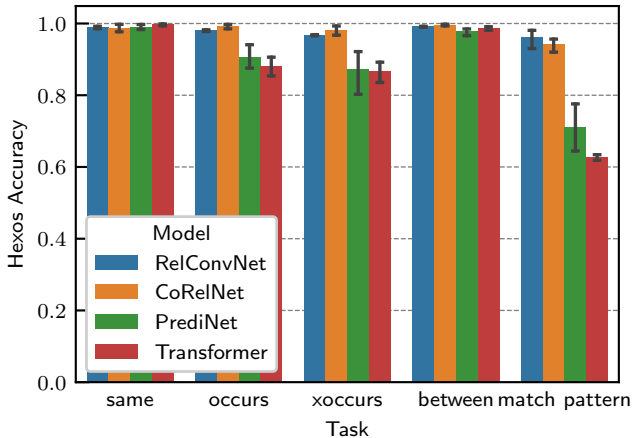 Hexos Accuracy
1.0
0.8
0.6
0.4
0.2
0.0
Model
RelConvNet
CoRelNet
PrediNet
Transformer
same occurs xoccurs between match pattern
Task